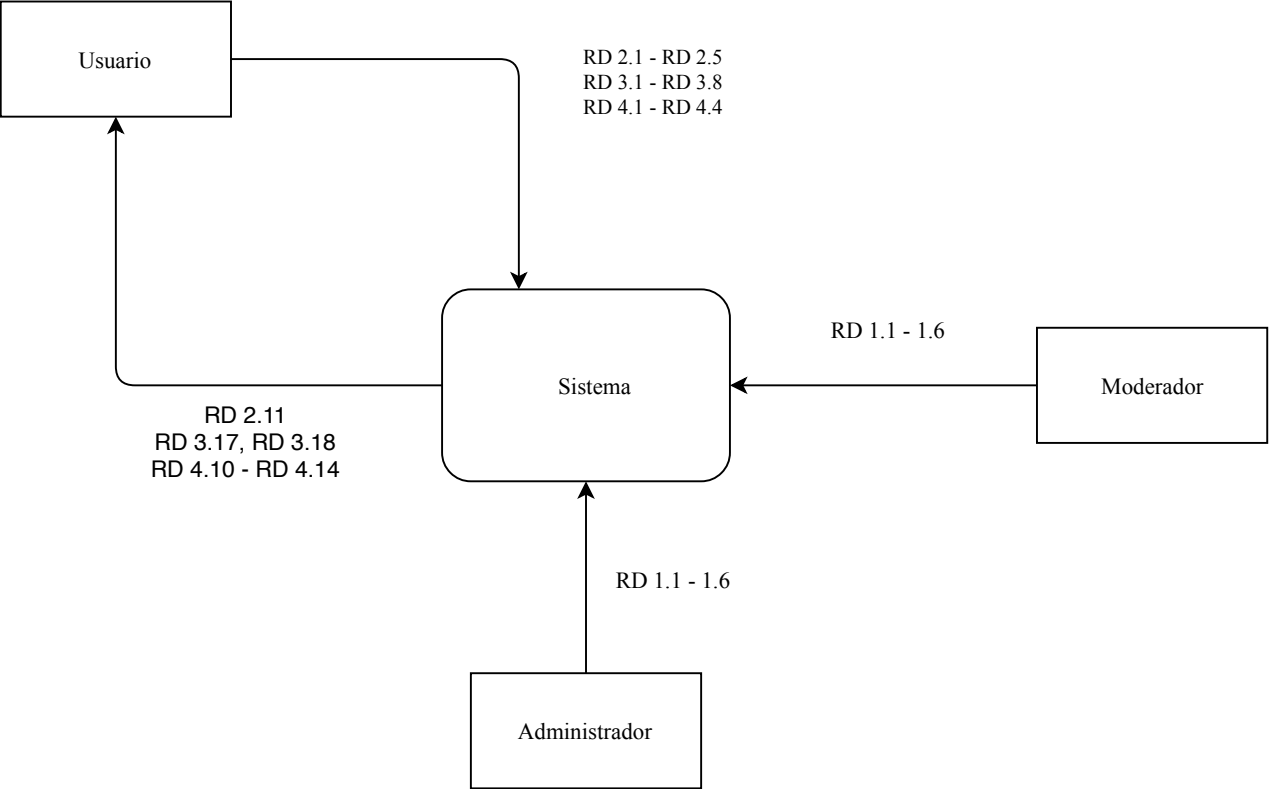 Usuario
RD 2.1 - RD 2.5
RD 3.1 - RD 3.8
RD 4.1 - RD 4.4
RD 1.1 - 1.6
Sistema
Moderador
RD 2.11
RD 3.17, RD 3.18
RD 4.10 - RD 4.14
RD 1.1 - 1.6
Administrador